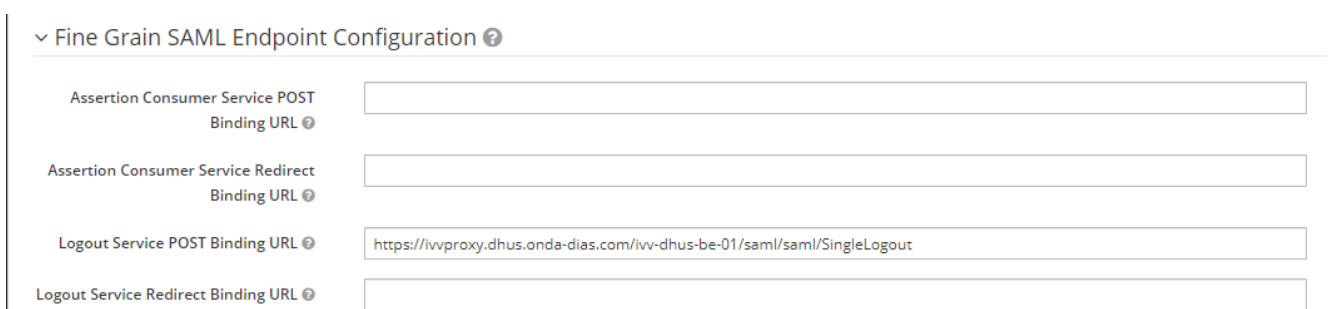 Fine Grain SAML Endpoint Configuration
Assertion Consumer Service POST
Binding URL
Assertion Consumer Service Redirect
Binding URL
Logout Service POST Binding URL
https://ivvproxy.dhus.onda-dias.com/ivv-dhus-be-01/saml/saml/SingleLogout
Logout Service Redirect Binding URL